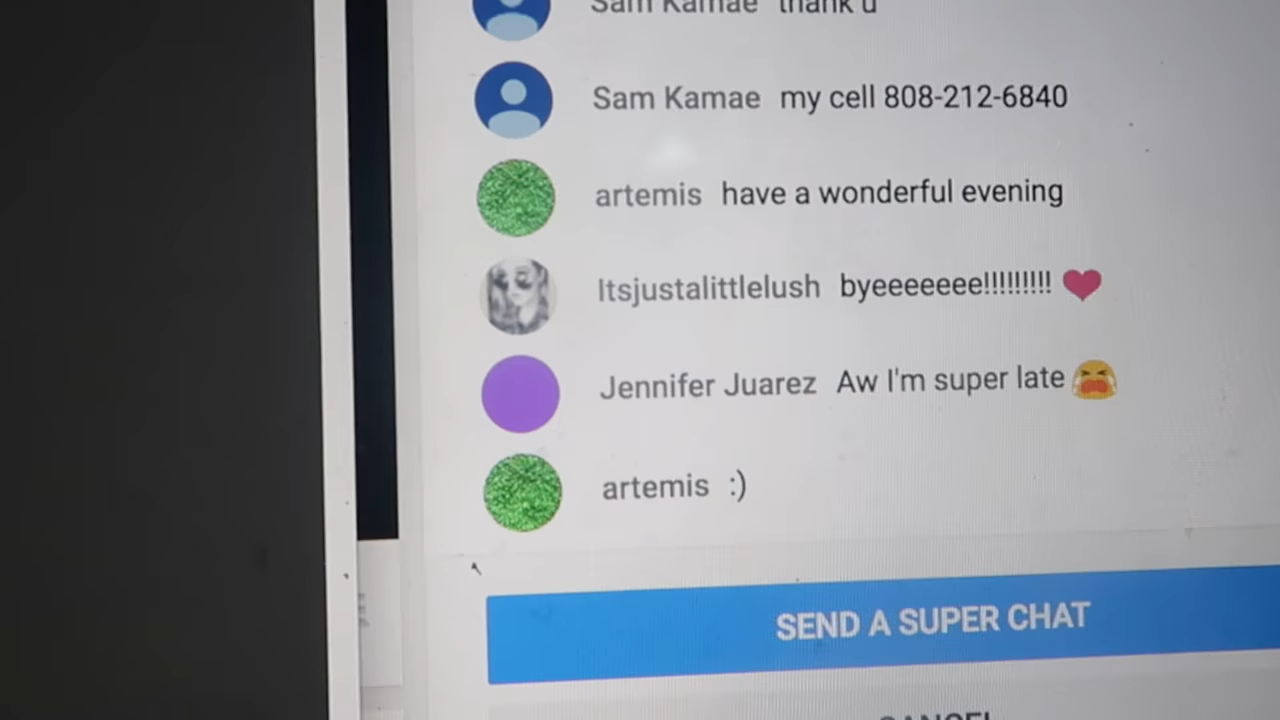 Sam Kamae thank u
Sam Kamae my cell 808-212-6840
artemis have a wonderful evening
Itsjustalittlelush byeeeeeee!!!!!!!!! ❤
Jennifer Juarez Aw I'm super late 😭
artemis :)
SEND A SUPER CHAT
CANCEL